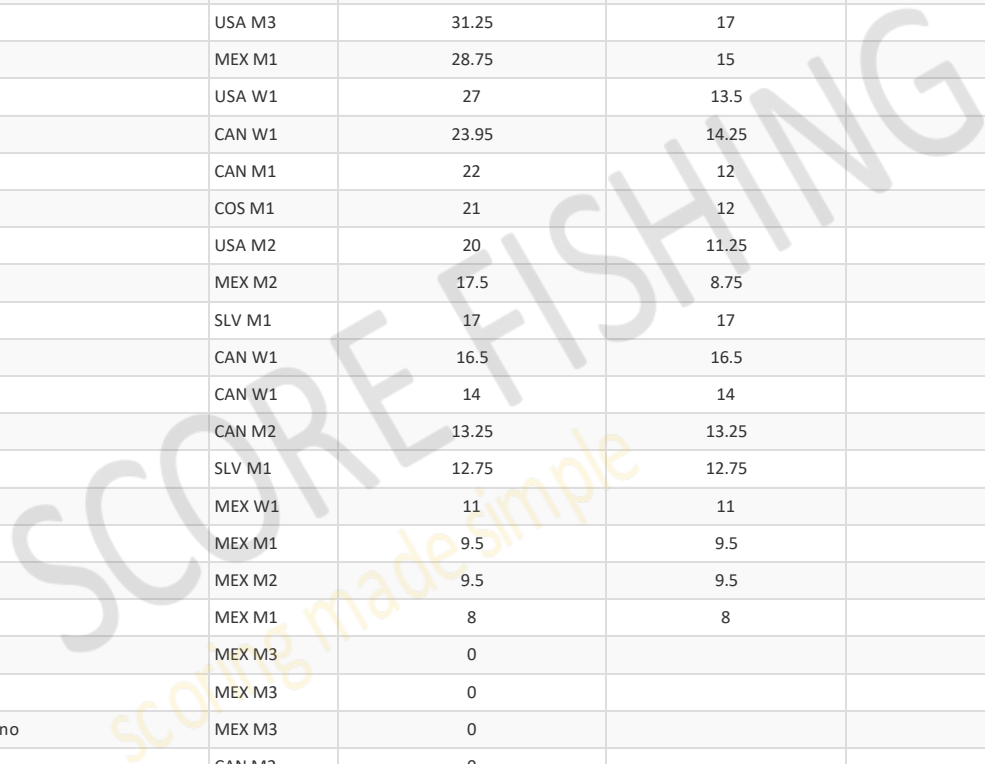 USA M3 31.25 17
MEX M1 28.75 15
USA W1 27 13.5
CAN W1 23.95 14.25
CAN M1 22 12
COS M1 21 12
USA M2 20 11.25
MEX M2 17.5 8.75
SLV M1 17 17
CAN W1 16.5 16.5
CAN W1 14 14
CAN M2 13.25 13.25
SLV M1 12.75 12.75
MEX W1 11 11
MEX M1 9.5 9.5
MEX M2 9.5 9.5
MEX M1 8 8
MEX M3 0
MEX M3 0
no MEX M3 0
SCORE FISHING
scoring made simple